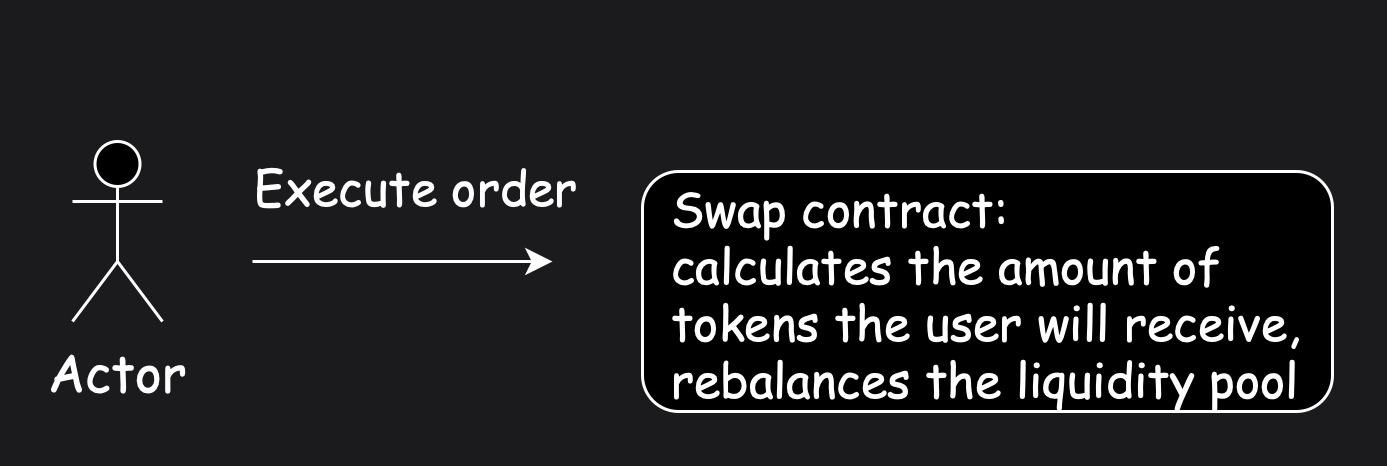 Execute order
Swap contract:
calculates the amount of
tokens the user will receive,
rebalances the liquidity pool
Actor